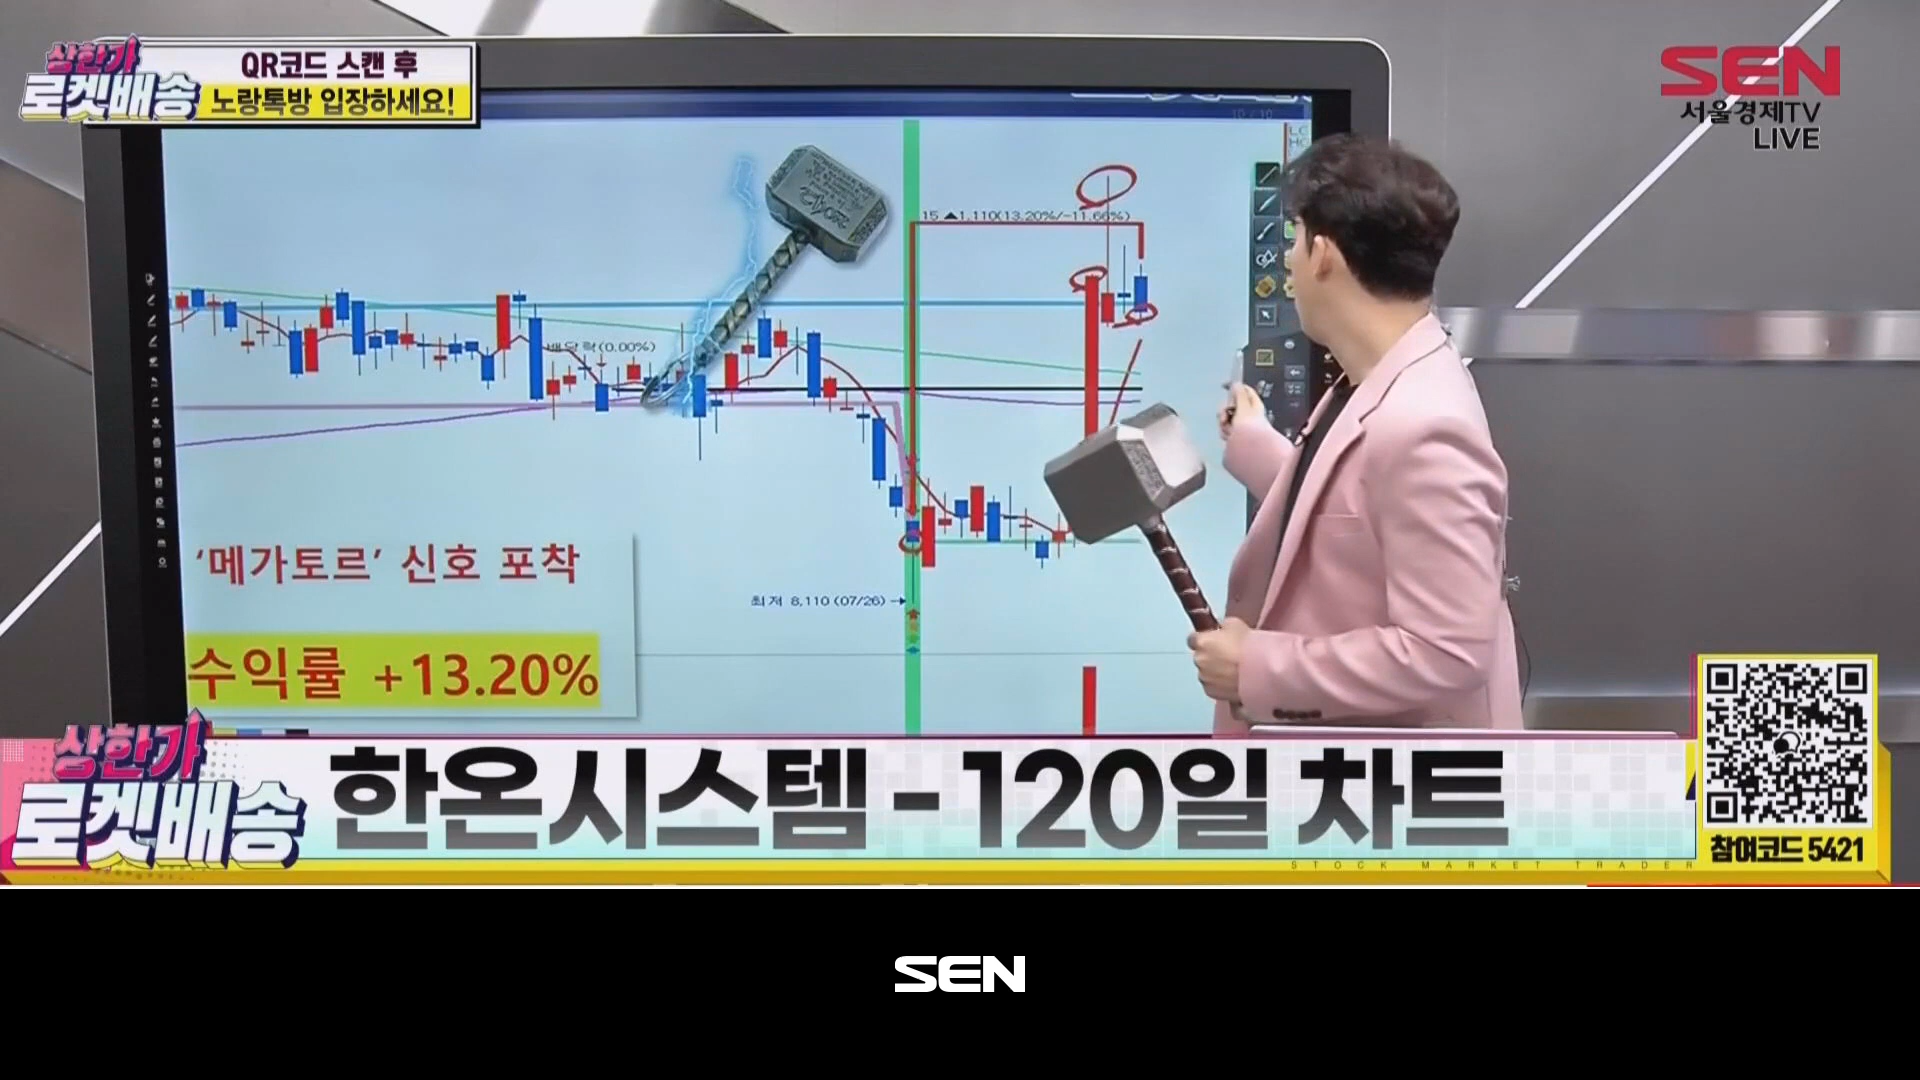 상한가
로켓배송
QR코드 스캔 후
노랑톡방 입장하세요!
SEN
서울경제TV
LIVE
15 ▲1,110(13.20%/-11.66%)
배당락(0.00%)
'메가토르' 신호 포착
최저 8,110 (07/26)→
수익률 +13.20%
상한가
로켓배송
한온시스템 - 120일 차트
STOCK MARKET TRADER
참여코드 5421
SEN